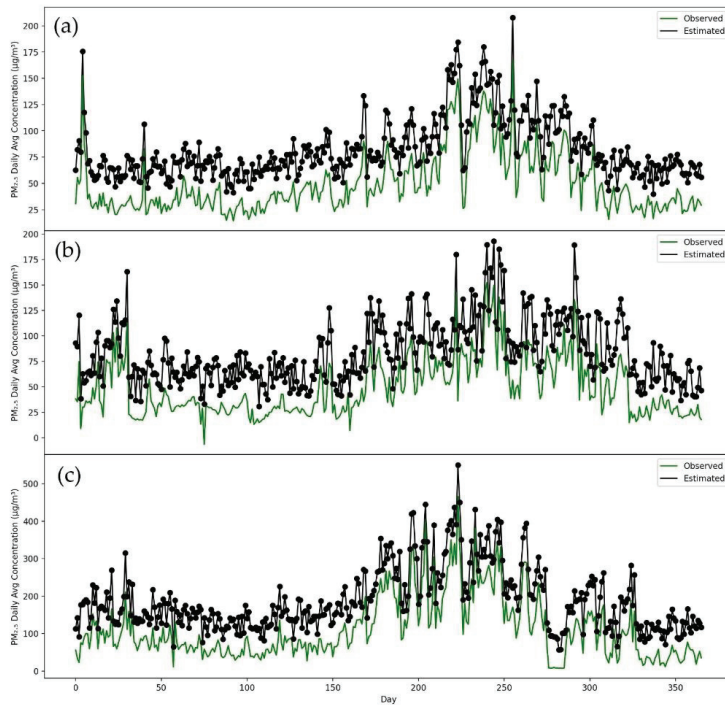 (a)
Observed
Estimated
PM₂.₅ Daily Avg Concentration (µg/m³)
200
175
150
125
100
75
50
25
(b)
Observed
Estimated
PM₂.₅ Daily Avg Concentration (µg/m³)
200
175
150
125
100
75
50
25
0
(c)
Observed
Estimated
PM₂.₅ Daily Avg Concentration (µg/m³)
500
400
300
200
100
0
0 50 100 150 200 250 300 350
Day